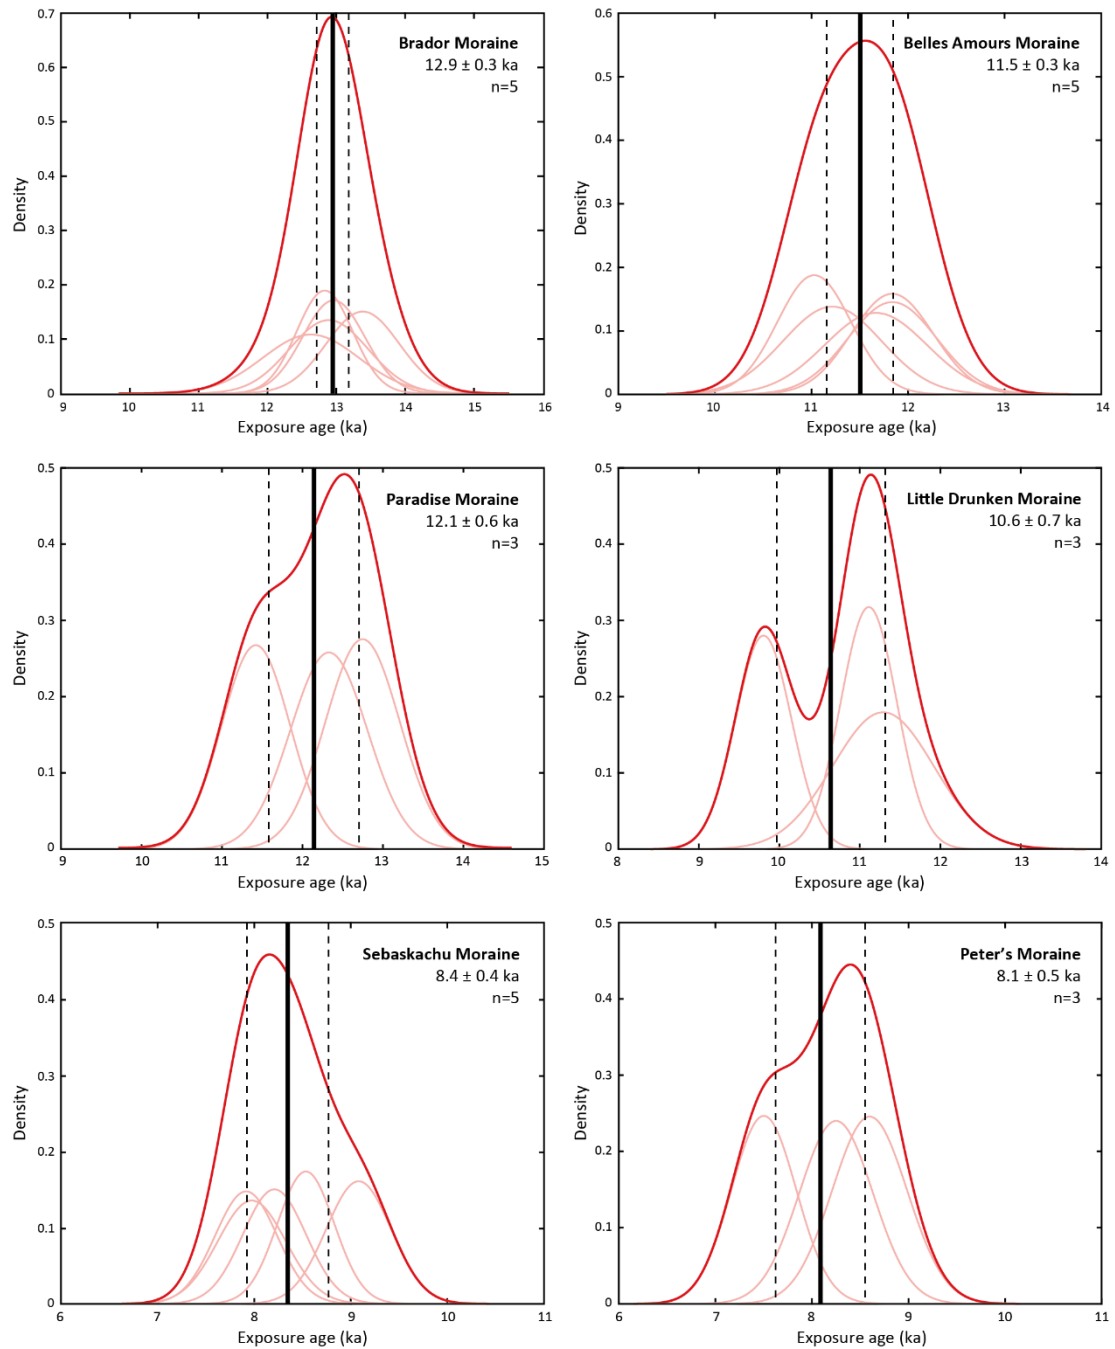 0.7
0.6
0.5
0.4
0.3
0.2
0.1
0
Density
9 10 11 12 13 14 15 16
Exposure age (ka)
Brador Moraine
12.9 ± 0.3 ka
n=5
0.6
0.5
0.4
0.3
0.2
0.1
0
Density
9 10 11 12 13 14
Exposure age (ka)
Belles Amours Moraine
11.5 ± 0.3 ka
n=5
0.5
0.4
0.3
0.2
0.1
0
Density
9 10 11 12 13 14 15
Exposure age (ka)
Paradise Moraine
12.1 ± 0.6 ka
n=3
0.5
0.4
0.3
0.2
0.1
0
Density
8 9 10 11 12 13 14
Exposure age (ka)
Little Drunken Moraine
10.6 ± 0.7 ka
n=3
0.5
0.4
0.3
0.2
0.1
0
Density
6 7 8 9 10 11
Exposure age (ka)
Sebaskachu Moraine
8.4 ± 0.4 ka
n=5
0.5
0.4
0.3
0.2
0.1
0
Density
6 7 8 9 10 11
Exposure age (ka)
Peter's Moraine
8.1 ± 0.5 ka
n=3